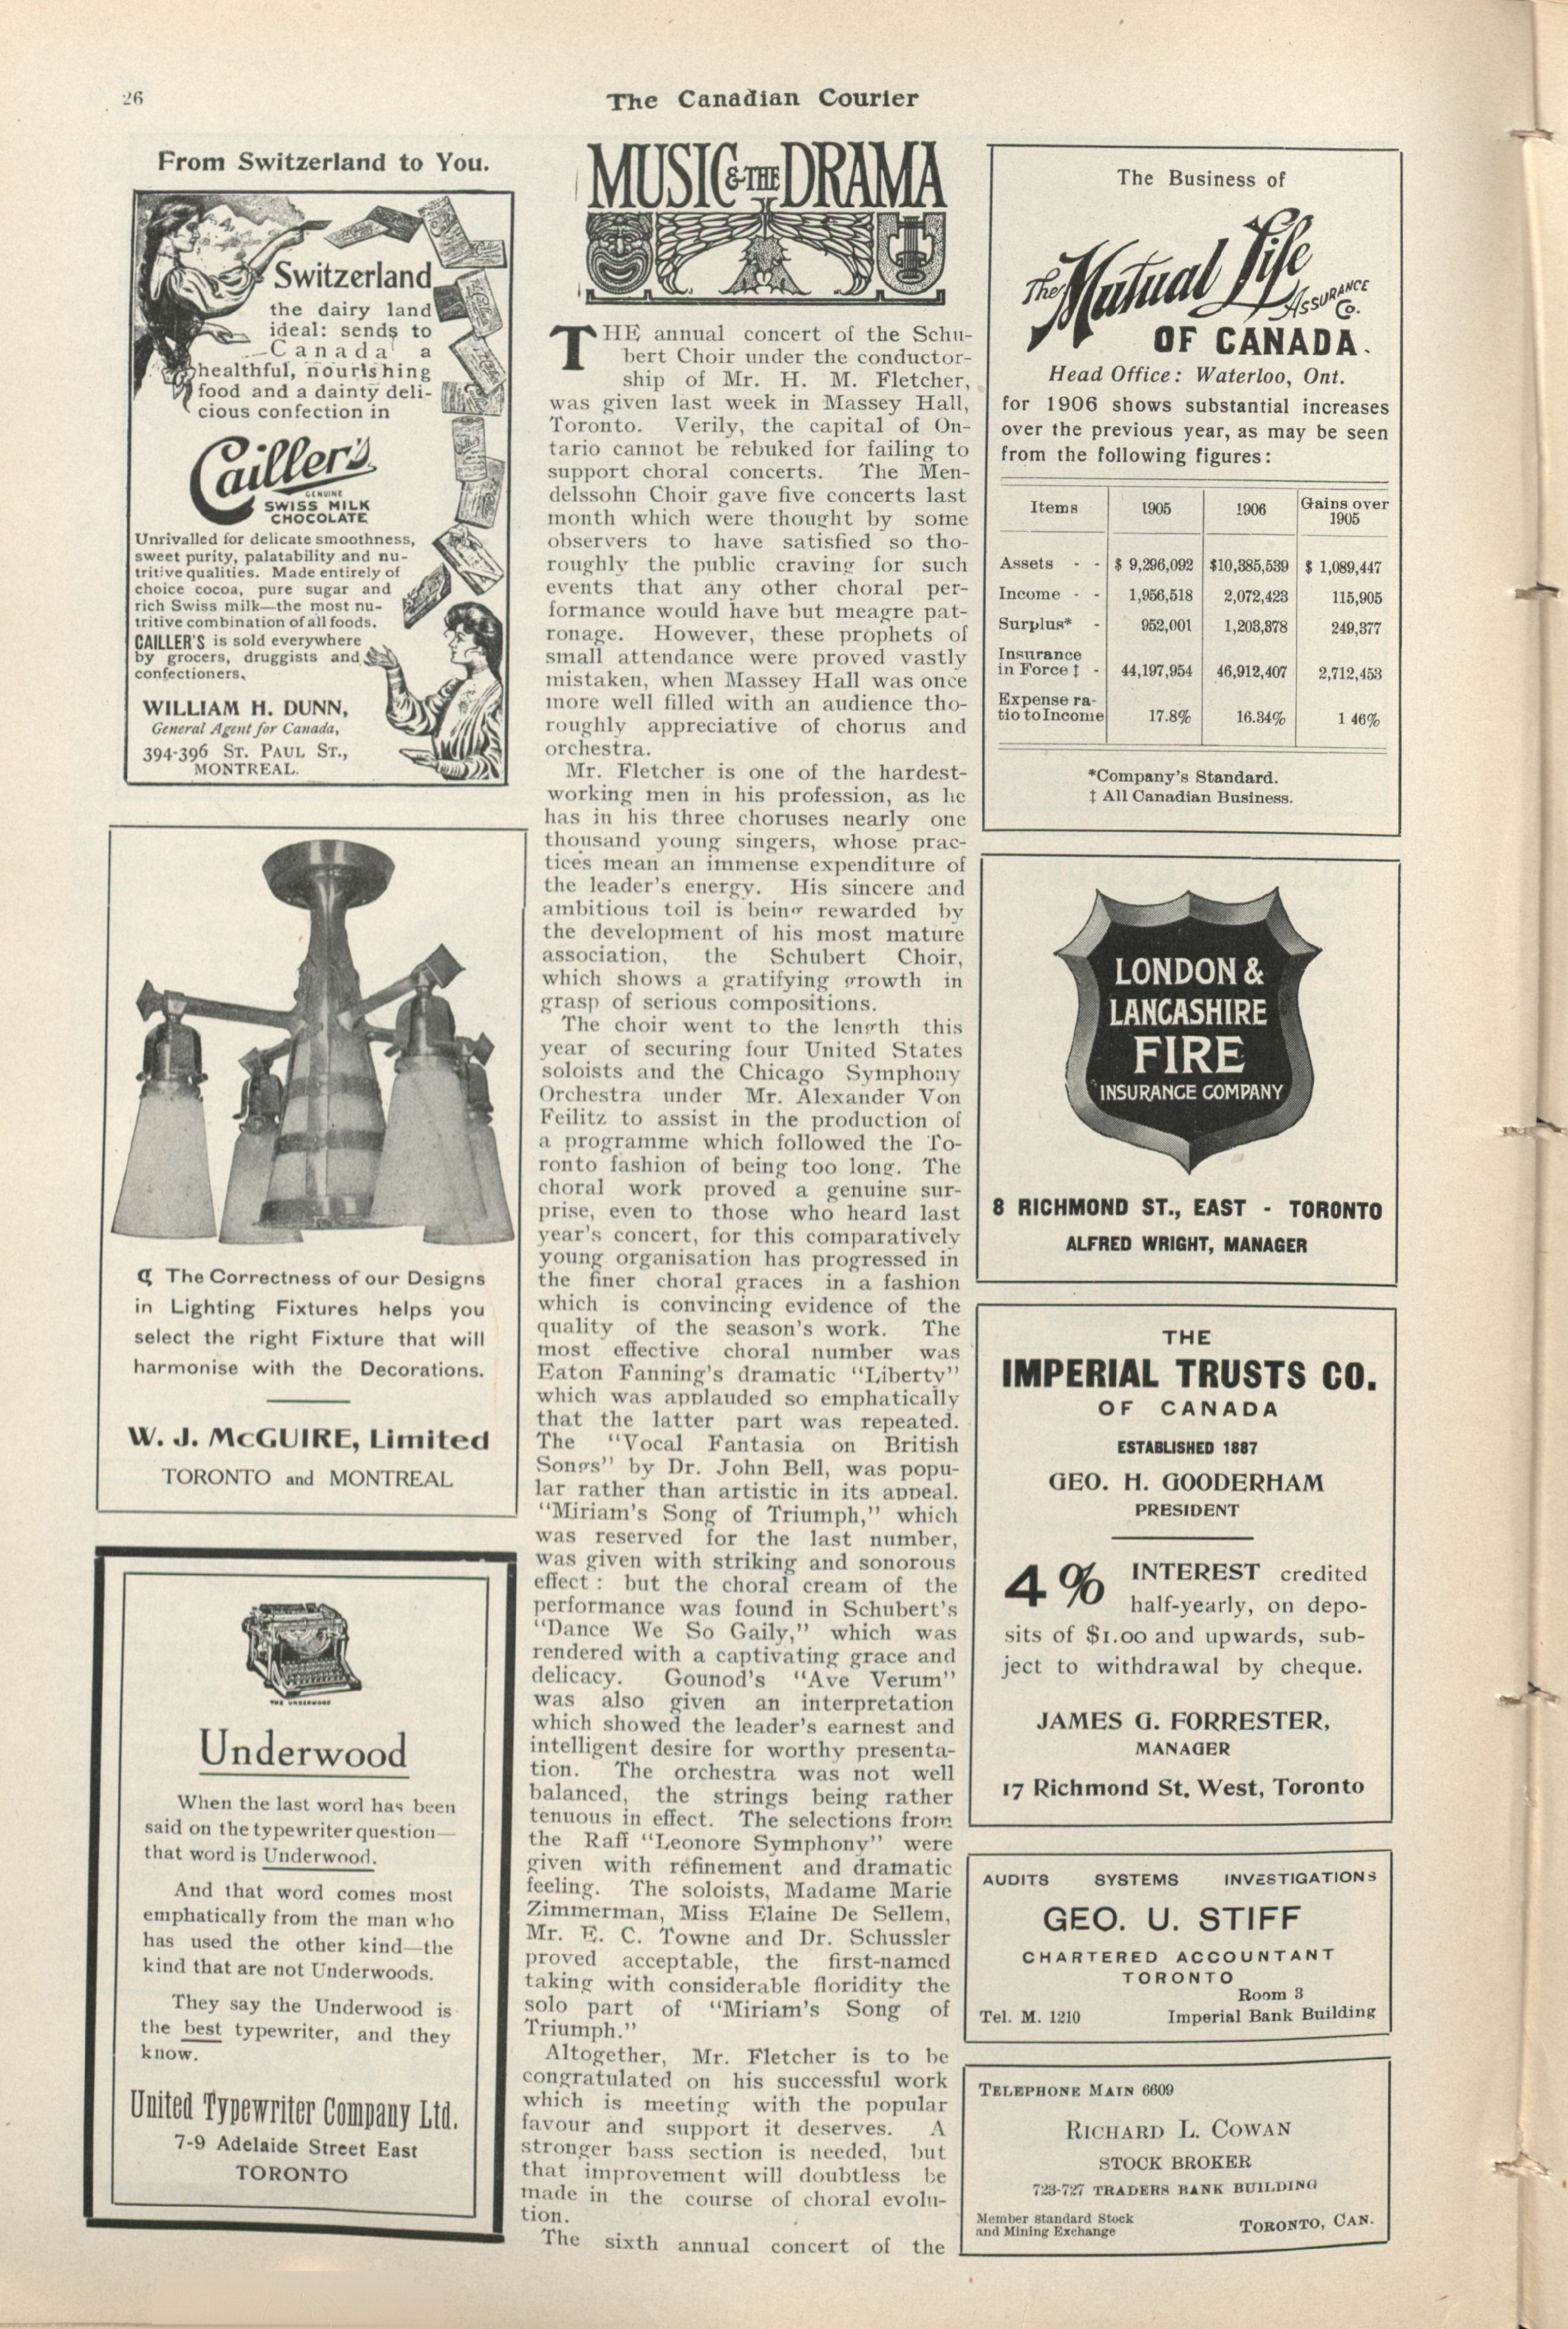 26
The Canadian Courier
From Switzerland to You.
Switzerland
the dairy land
ideal: sends to
Canada a
healthful, nourishing
food and a dainty deli-
cious confection in
Cailler's
GENUINE
SWISS MILK
CHOCOLATE
Unrivalled for delicate smoothness,
sweet purity, palatability and nu-
tritive qualities. Made entirely of
choice cocoa, pure sugar and
rich Swiss milk—the most nu-
tritive combination of all foods.
CAILLER'S is sold everywhere
by grocers, druggists and
confectioners.
WILLIAM H. DUNN,
General Agent for Canada,
394-396 ST. PAUL ST.,
MONTREAL.
¶ The Correctness of our Designs
in Lighting Fixtures helps you
select the right Fixture that will
harmonise with the Decorations.
W. J. McGUIRE, Limited
TORONTO and MONTREAL
THE UNDERWOOD
Underwood
When the last word has been
said on the typewriter question—
that word is Underwood.
And that word comes most
emphatically from the man who
has used the other kind—the
kind that are not Underwoods.
They say the Underwood is
the best typewriter, and they
know.
United Typewriter Company Ltd.
7-9 Adelaide Street East
TORONTO
MUSIC & THE DRAMA
THE annual concert of the Schu-
bert Choir under the conductor-
ship of Mr. H. M. Fletcher,
was given last week in Massey Hall,
Toronto. Verily, the capital of On-
tario cannot be rebuked for failing to
support choral concerts. The Men-
delssohn Choir gave five concerts last
month which were thought by some
observers to have satisfied so tho-
roughly the public craving for such
events that any other choral per-
formance would have but meagre pat-
ronage. However, these prophets of
small attendance were proved vastly
mistaken, when Massey Hall was once
more well filled with an audience tho-
roughly appreciative of chorus and
orchestra.
Mr. Fletcher is one of the hardest-
working men in his profession, as he
has in his three choruses nearly one
thousand young singers, whose prac-
tices mean an immense expenditure of
the leader's energy. His sincere and
ambitious toil is being rewarded by
the development of his most mature
association, the Schubert Choir,
which shows a gratifying growth in
grasp of serious compositions.
The choir went to the length this
year of securing four United States
soloists and the Chicago Symphony
Orchestra under Mr. Alexander Von
Feilitz to assist in the production of
a programme which followed the To-
ronto fashion of being too long. The
choral work proved a genuine sur-
prise, even to those who heard last
year's concert, for this comparatively
young organisation has progressed in
the finer choral graces in a fashion
which is convincing evidence of the
quality of the season's work. The
most effective choral number was
Eaton Fanning's dramatic "Liberty"
which was applauded so emphatically
that the latter part was repeated.
The "Vocal Fantasia on British
Songs" by Dr. John Bell, was popu-
lar rather than artistic in its appeal.
"Miriam's Song of Triumph," which
was reserved for the last number,
was given with striking and sonorous
effect : but the choral cream of the
performance was found in Schubert's
"Dance We So Gaily," which was
rendered with a captivating grace and
delicacy. Gounod's "Ave Verum"
was also given an interpretation
which showed the leader's earnest and
intelligent desire for worthy presenta-
tion. The orchestra was not well
balanced, the strings being rather
tenuous in effect. The selections from
the Raff "Leonore Symphony" were
given with refinement and dramatic
feeling. The soloists, Madame Marie
Zimmerman, Miss Elaine De Sellem,
Mr. E. C. Towne and Dr. Schussler
proved acceptable, the first-named
taking with considerable floridity the
solo part of "Miriam's Song of
Triumph."
Altogether, Mr. Fletcher is to be
congratulated on his successful work
which is meeting with the popular
favour and support it deserves. A
stronger bass section is needed, but
that improvement will doubtless be
made in the course of choral evolu-
tion.
The sixth annual concert of the
The Business of
The Mutual Life
ASSURANCE
Co.
OF CANADA.
Head Office: Waterloo, Ont.
for 1906 shows substantial increases
over the previous year, as may be seen
from the following figures:
Items 1905 1906 Gains over
1905
Assets - - $ 9,296,092 $10,385,539 $ 1,089,447
Income - - 1,956,518 2,072,423 115,905
Surplus* - 952,001 1,203,378 249,377
Insurance
in Force ‡ - 44,197,954 46,912,407 2,712,453
Expense ra-
tio to Income 17.8% 16.34% 1 46%
*Company's Standard.
‡ All Canadian Business.
LONDON &
LANCASHIRE
FIRE
INSURANCE COMPANY
8 RICHMOND ST., EAST - TORONTO
ALFRED WRIGHT, MANAGER
THE
IMPERIAL TRUSTS CO.
OF CANADA
ESTABLISHED 1887
GEO. H. GOODERHAM
PRESIDENT
4% INTEREST credited
half-yearly, on depo-
sits of $1.00 and upwards, sub-
ject to withdrawal by cheque.
JAMES G. FORRESTER,
MANAGER
17 Richmond St. West, Toronto
AUDITS SYSTEMS INVESTIGATIONS
GEO. U. STIFF
CHARTERED ACCOUNTANT
TORONTO
Room 3
Tel. M. 1210 Imperial Bank Building
TELEPHONE MAIN 6609
RICHARD L. COWAN
STOCK BROKER
723-727 TRADERS BANK BUILDING
Member Standard Stock
and Mining Exchange TORONTO, CAN.